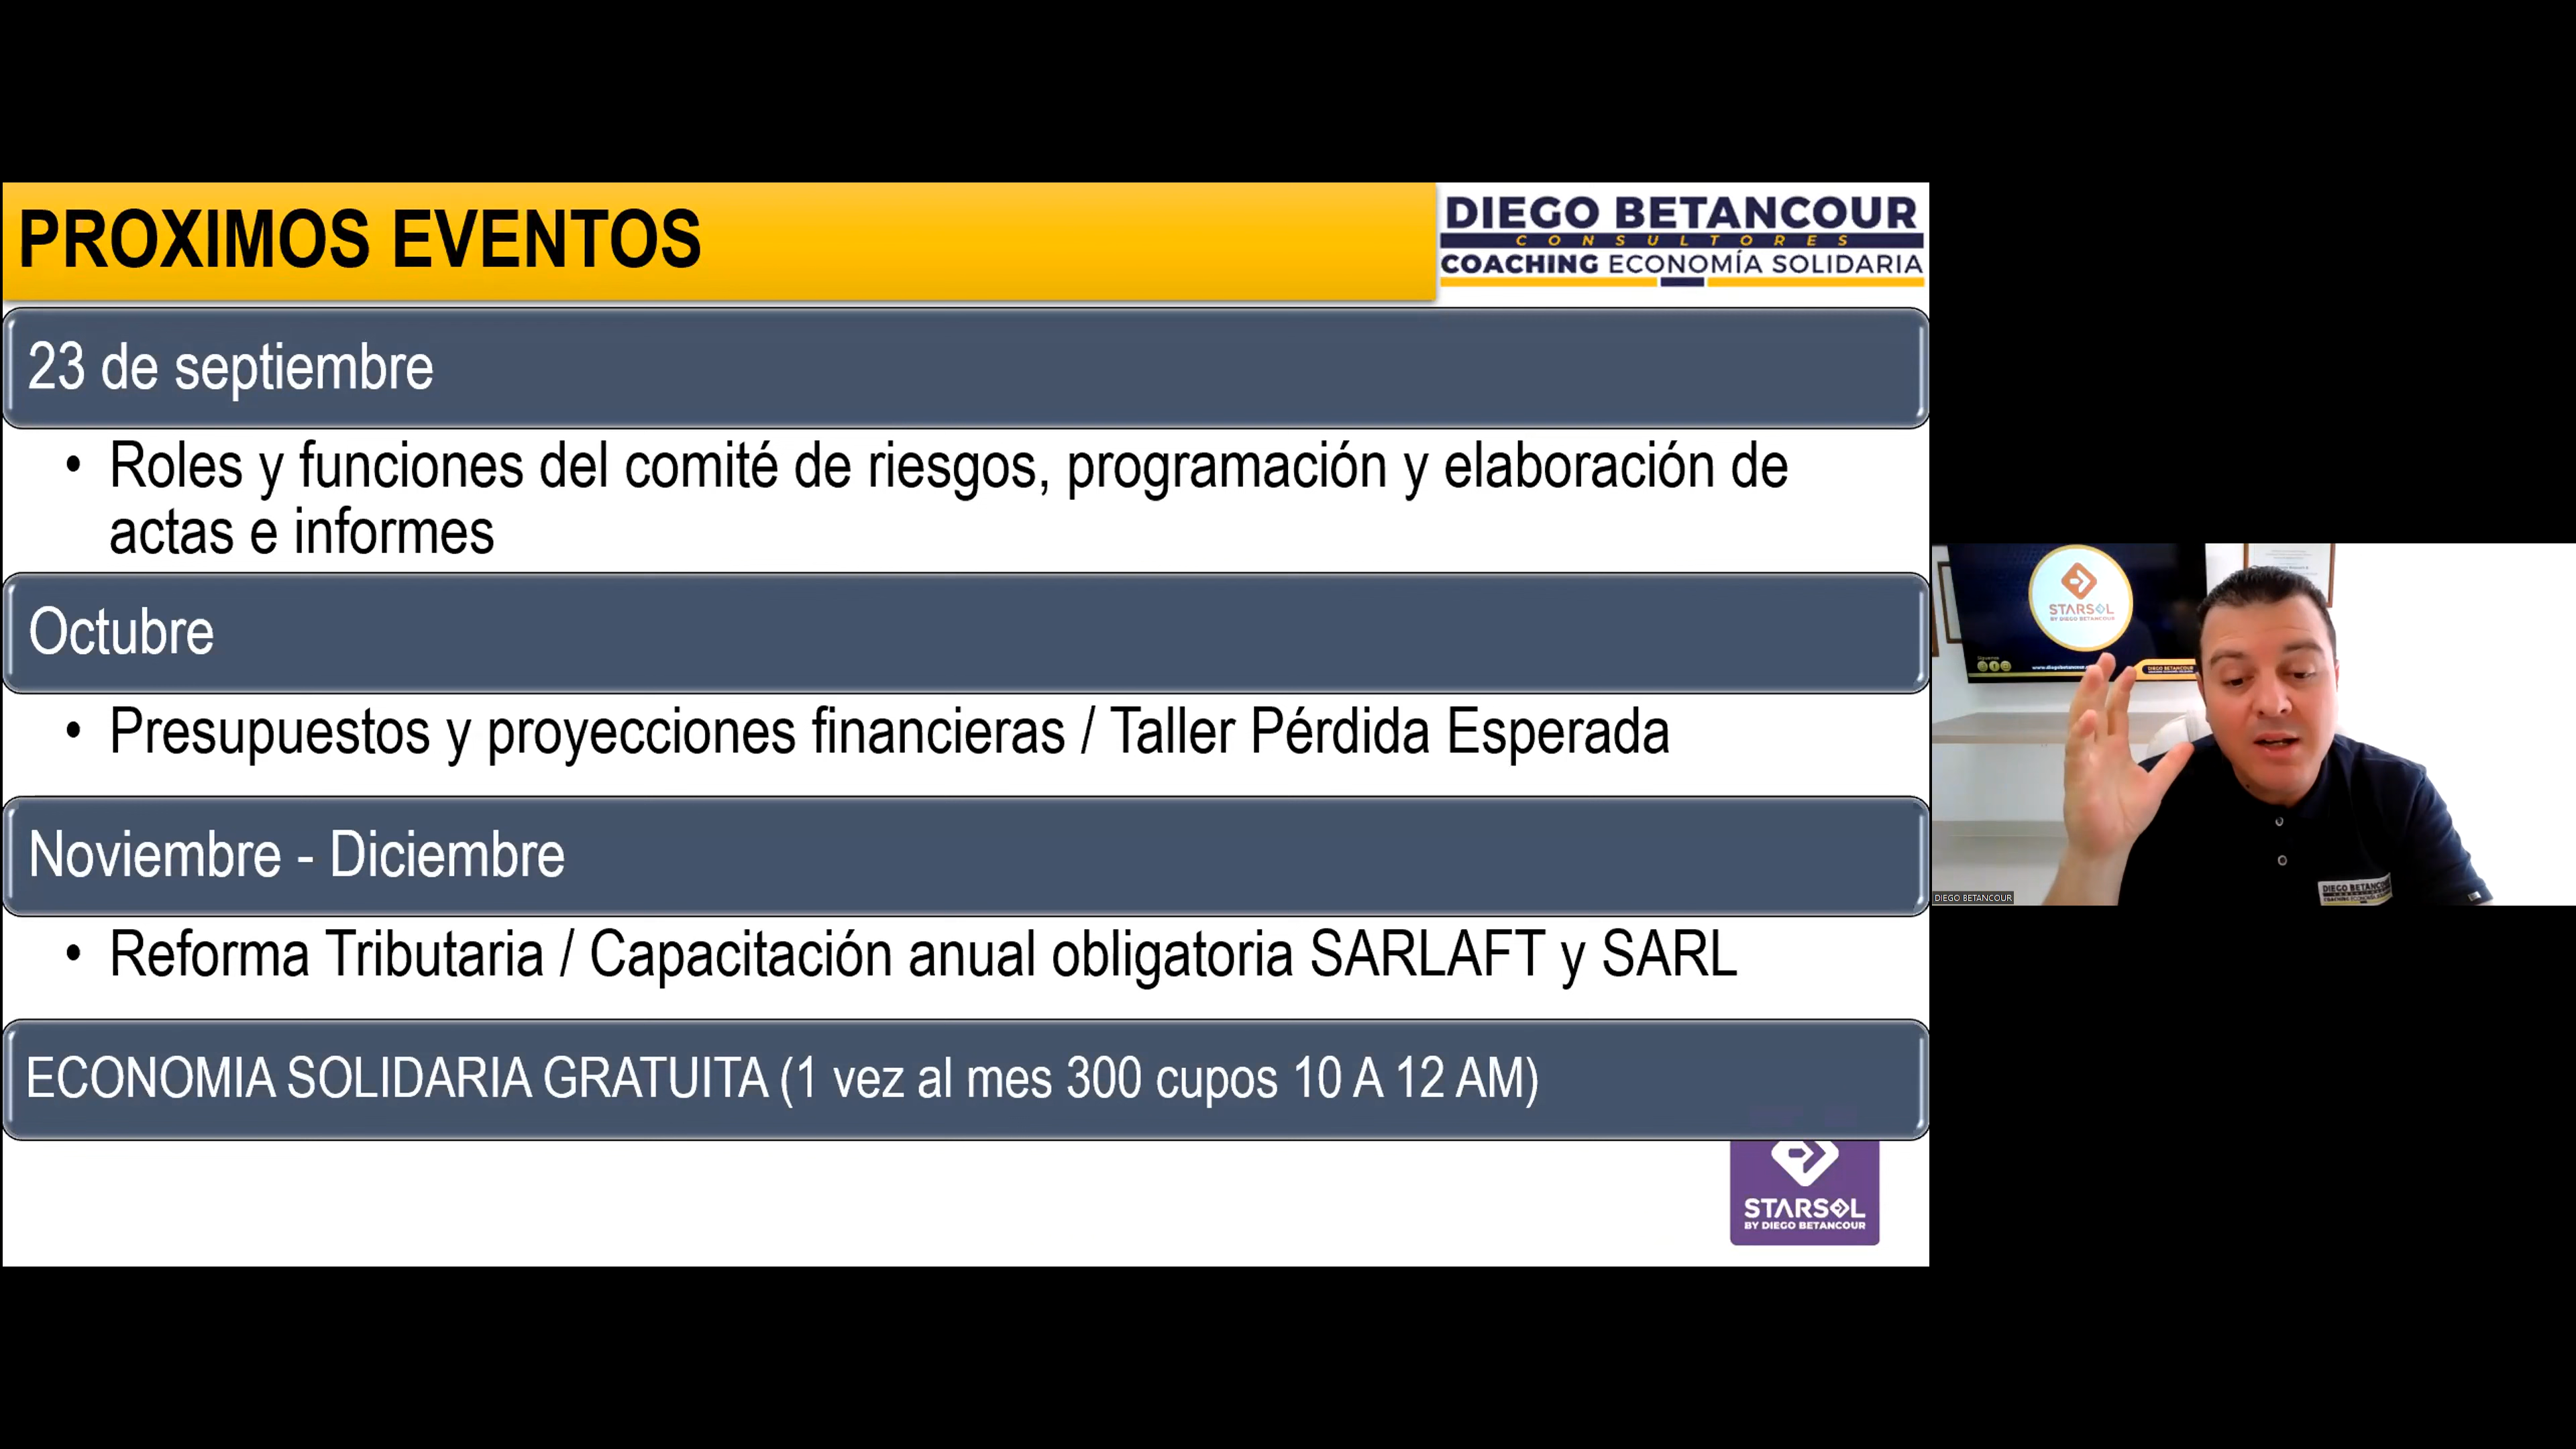 PROXIMOS EVENTOS
DIEGO BETANCOUR
CONSULTORES
COACHING ECONOMÍA SOLIDARIA
23 de septiembre
• Roles y funciones del comité de riesgos, programación y elaboración de
actas e informes
Octubre
• Presupuestos y proyecciones financieras / Taller Pérdida Esperada
Noviembre - Diciembre
• Reforma Tributaria / Capacitación anual obligatoria SARLAFT y SARL
ECONOMIA SOLIDARIA GRATUITA (1 vez al mes 300 cupos 10 A 12 AM)
STARSOL
BY DIEGO BETANCOUR
STARSOL
BY DIEGO BETANCOUR
DIEGO BETANCOUR